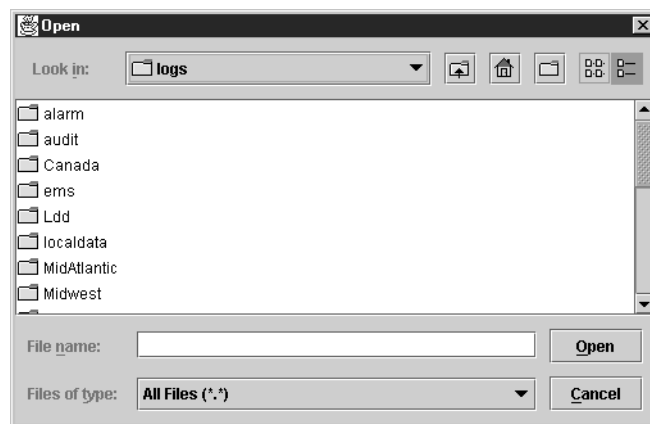 Open
Look in:
logs
alarm
audit
Canada
ems
Ldd
localdata
MidAtlantic
Midwest
File name:
Open
Files of type:
All Files (*.*)
Cancel